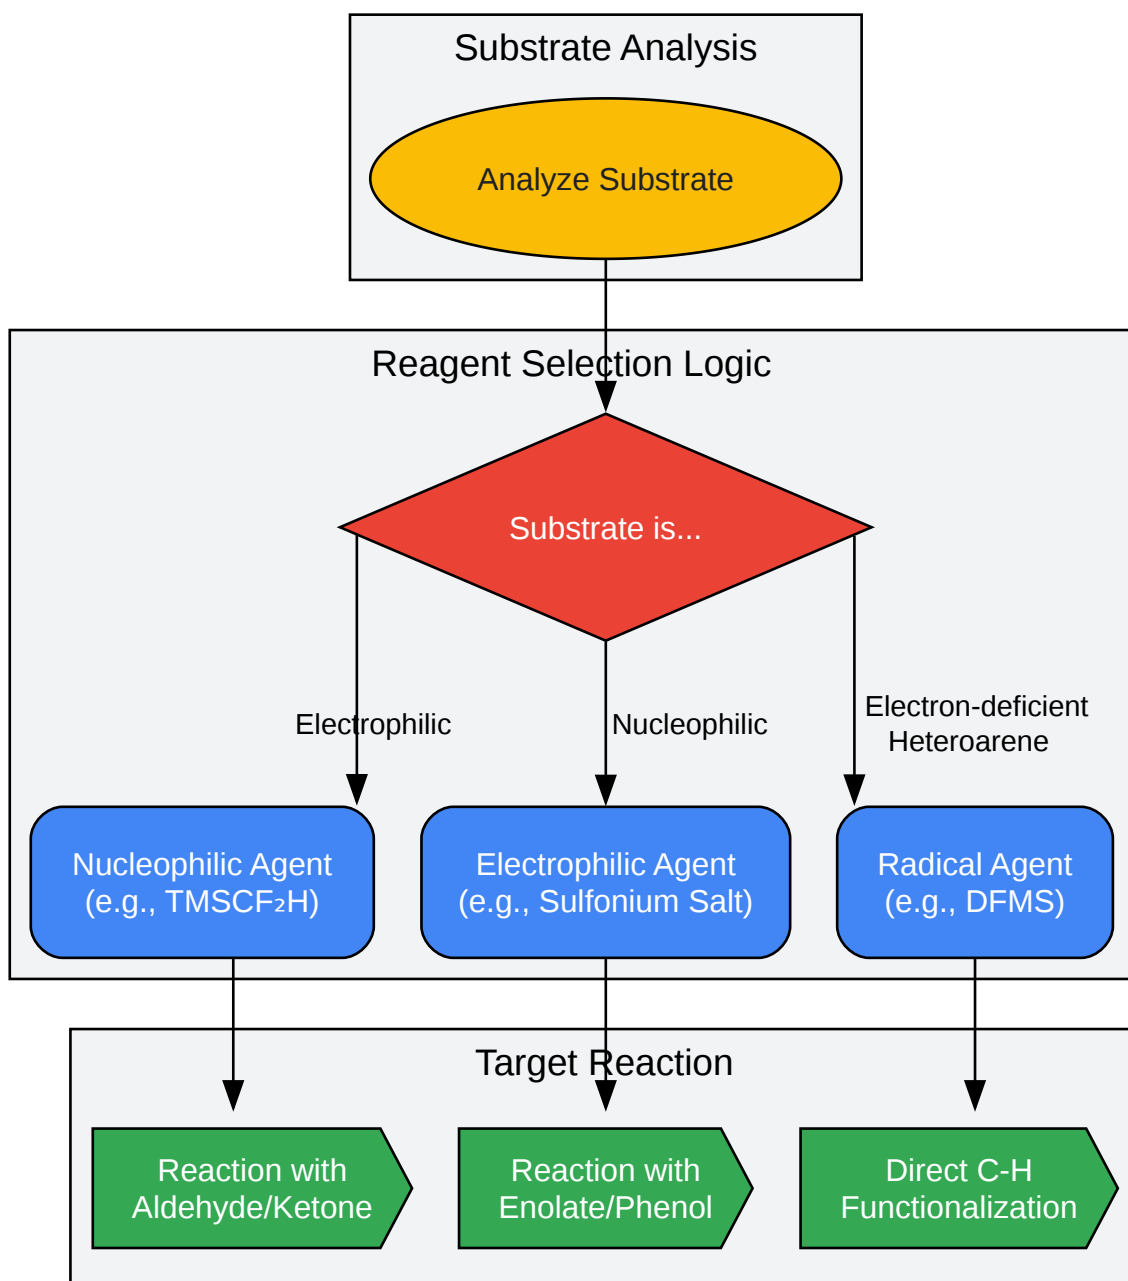 Substrate Analysis
Analyze Substrate
Reagent Selection Logic
Substrate is...
Electrophilic
Nucleophilic
Electron-deficient
Heteroarene
Nucleophilic Agent
(e.g., TMSCF₂H)
Electrophilic Agent
(e.g., Sulfonium Salt)
Radical Agent
(e.g., DFMS)
Target Reaction
Reaction with
Aldehyde/Ketone
Reaction with
Enolate/Phenol
Direct C-H
Functionalization